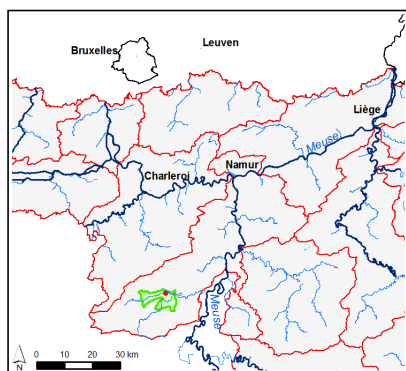 Leuven
Bruxelles
Liège
Meuse
Namur
Charleroi
Meuse
N
0 10 20 30 km